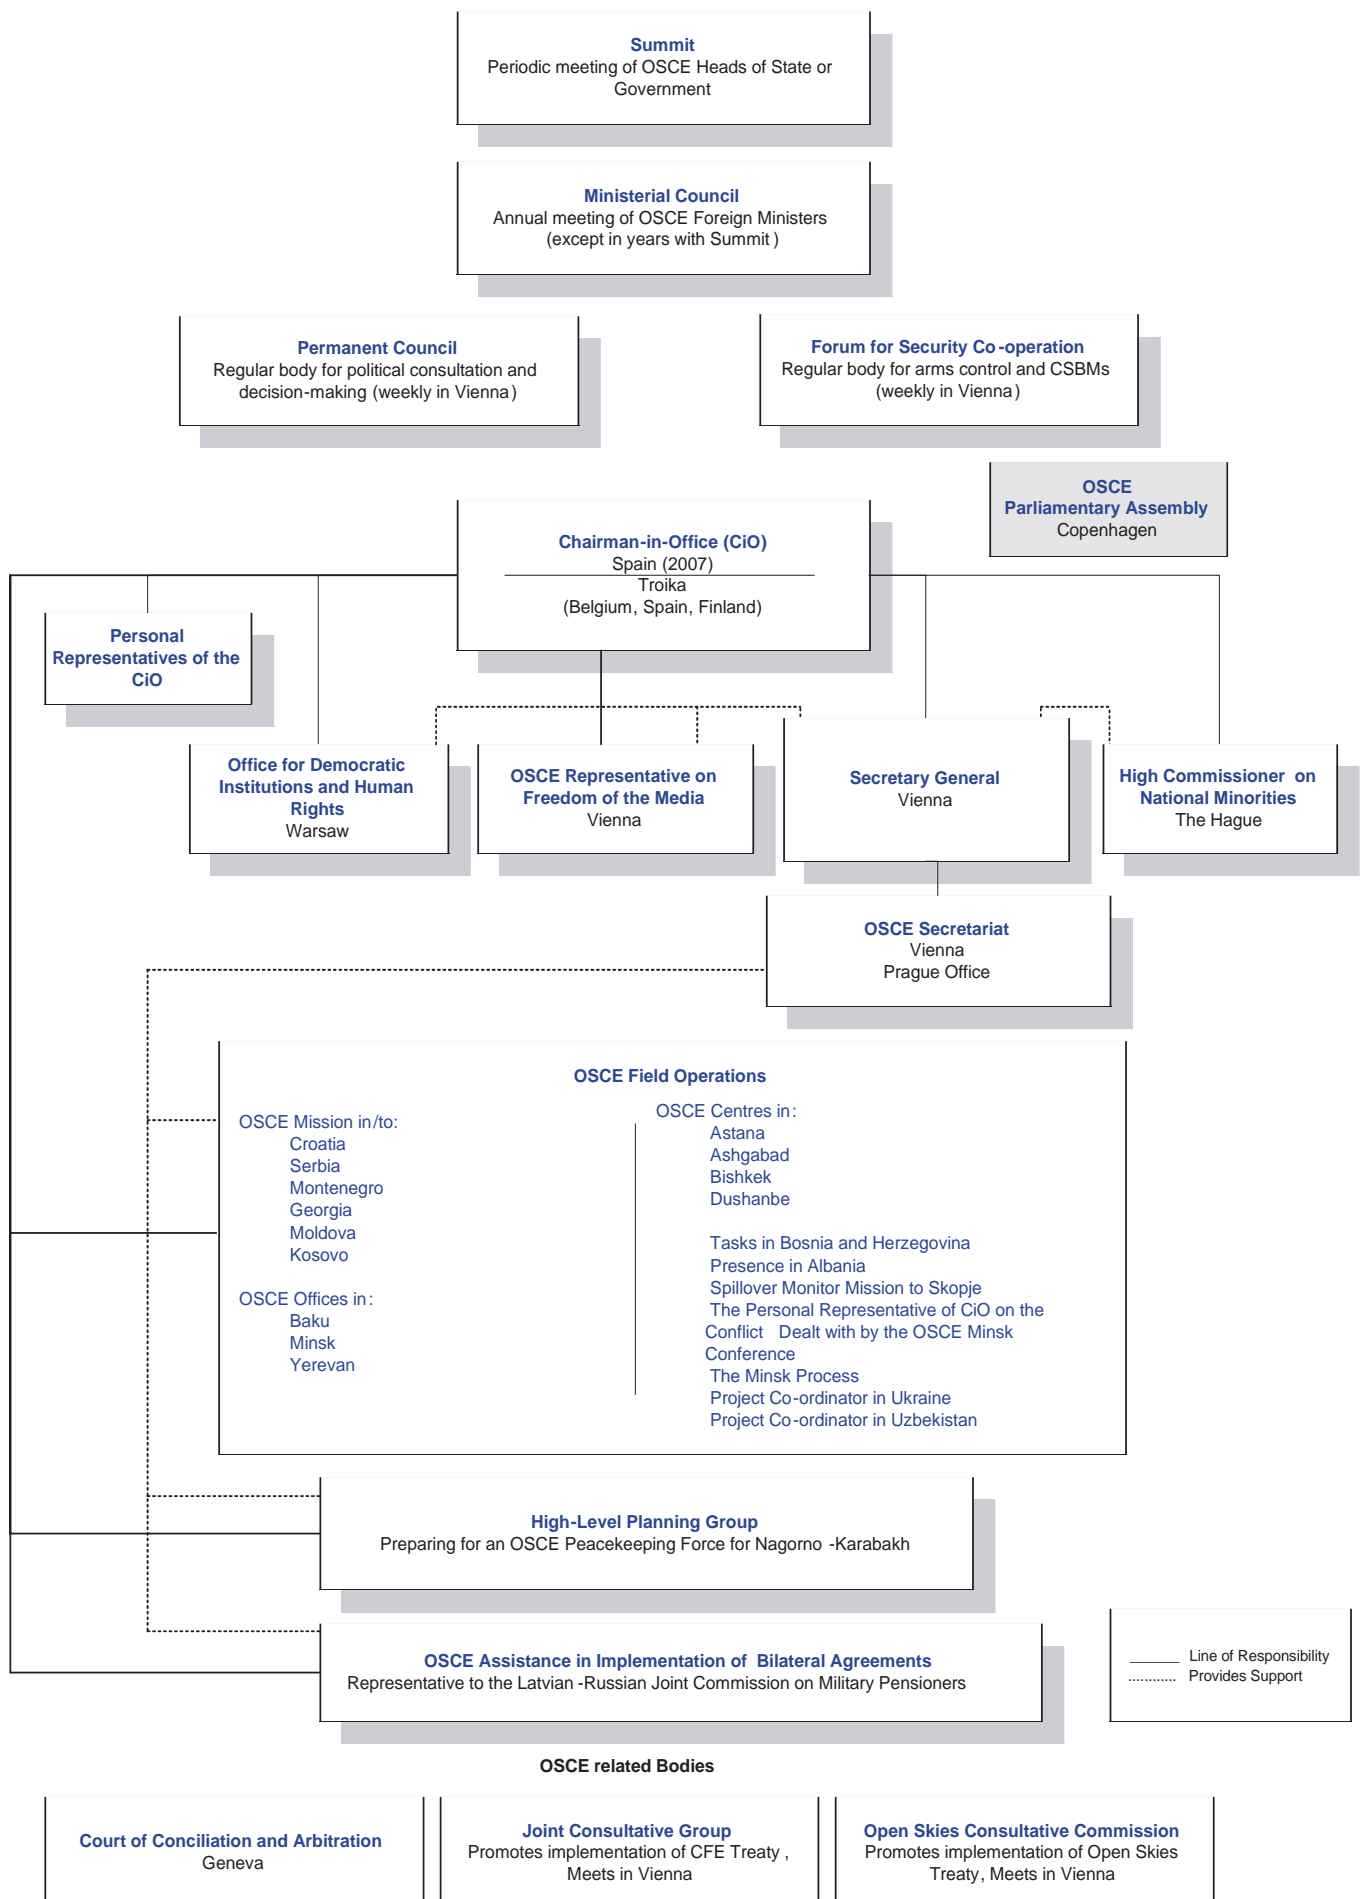 Summit
Periodic meeting of OSCE Heads of State or
Government
Ministerial Council
Annual meeting of OSCE Foreign Ministers
(except in years with Summit )
Permanent Council
Regular body for political consultation and
decision-making (weekly in Vienna )
Forum for Security Co -operation
Regular body for arms control and CSBMs
(weekly in Vienna )
OSCE
Parliamentary Assembly
Copenhagen
Chairman-in-Office (CiO)
Spain (2007)
Troika
(Belgium, Spain, Finland)
Personal
Representatives of the
CiO
Office for Democratic
Institutions and Human
Rights
Warsaw
OSCE Representative on
Freedom of the Media
Vienna
Secretary General
Vienna
High Commissioner on
National Minorities
The Hague
OSCE Secretariat
Vienna
Prague Office
OSCE Field Operations
OSCE Mission in/to:
Croatia
Serbia
Montenegro
Georgia
Moldova
Kosovo
OSCE Offices in :
Baku
Minsk
Yerevan
OSCE Centres in :
Astana
Ashgabad
Bishkek
Dushanbe
Tasks in Bosnia and Herzegovina
Presence in Albania
Spillover Monitor Mission to Skopje
The Personal Representative of CiO on the
Conflict Dealt with by the OSCE Minsk
Conference
The Minsk Process
Project Co-ordinator in Ukraine
Project Co-ordinator in Uzbekistan
High-Level Planning Group
Preparing for an OSCE Peacekeeping Force for Nagorno -Karabakh
OSCE Assistance in Implementation of Bilateral Agreements
Representative to the Latvian -Russian Joint Commission on Military Pensioners
______ Line of Responsibility
............ Provides Support
OSCE related Bodies
Court of Conciliation and Arbitration
Geneva
Joint Consultative Group
Promotes implementation of CFE Treaty ,
Meets in Vienna
Open Skies Consultative Commission
Promotes implementation of Open Skies
Treaty, Meets in Vienna